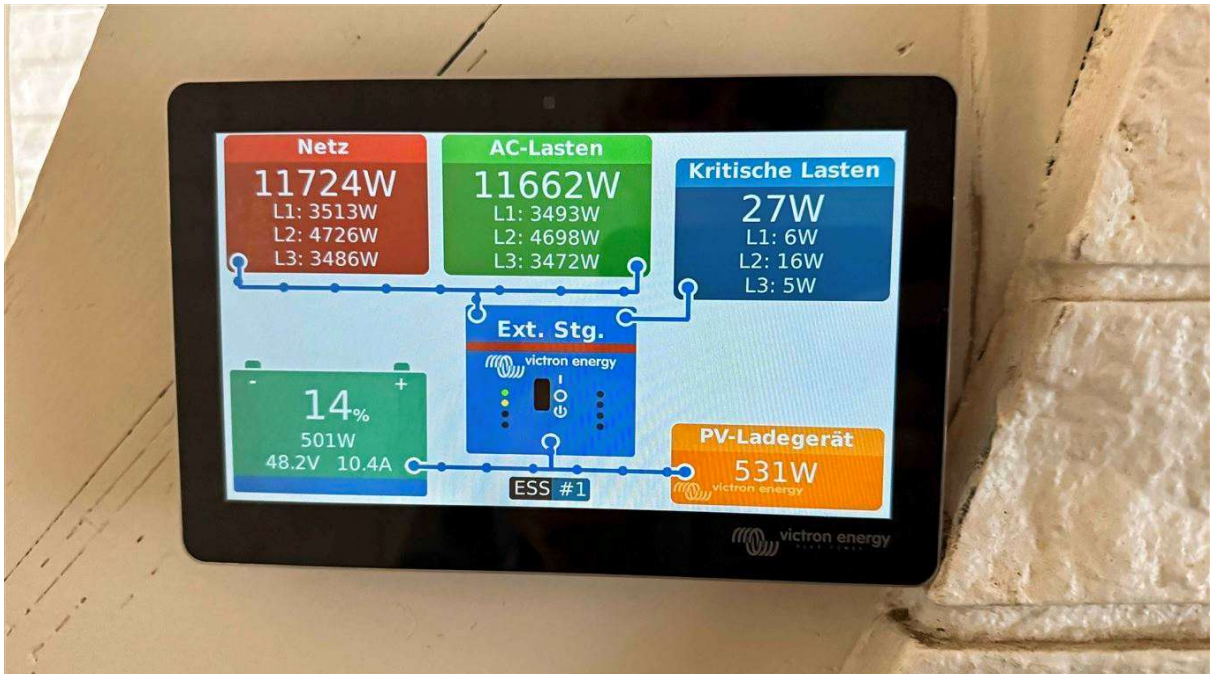 Netz
11724W
L1: 3513W
L2: 4726W
L3: 3486W
AC-Lasten
11662W
L1: 3493W
L2: 4698W
L3: 3472W
Kritische Lasten
27W
L1: 6W
L2: 16W
L3: 5W
Ext. Stg.
victron energy
- +
14%
501W
48.2V 10.4A
PV-Ladegerät
531W
victron energy
ESS #1
victron energy